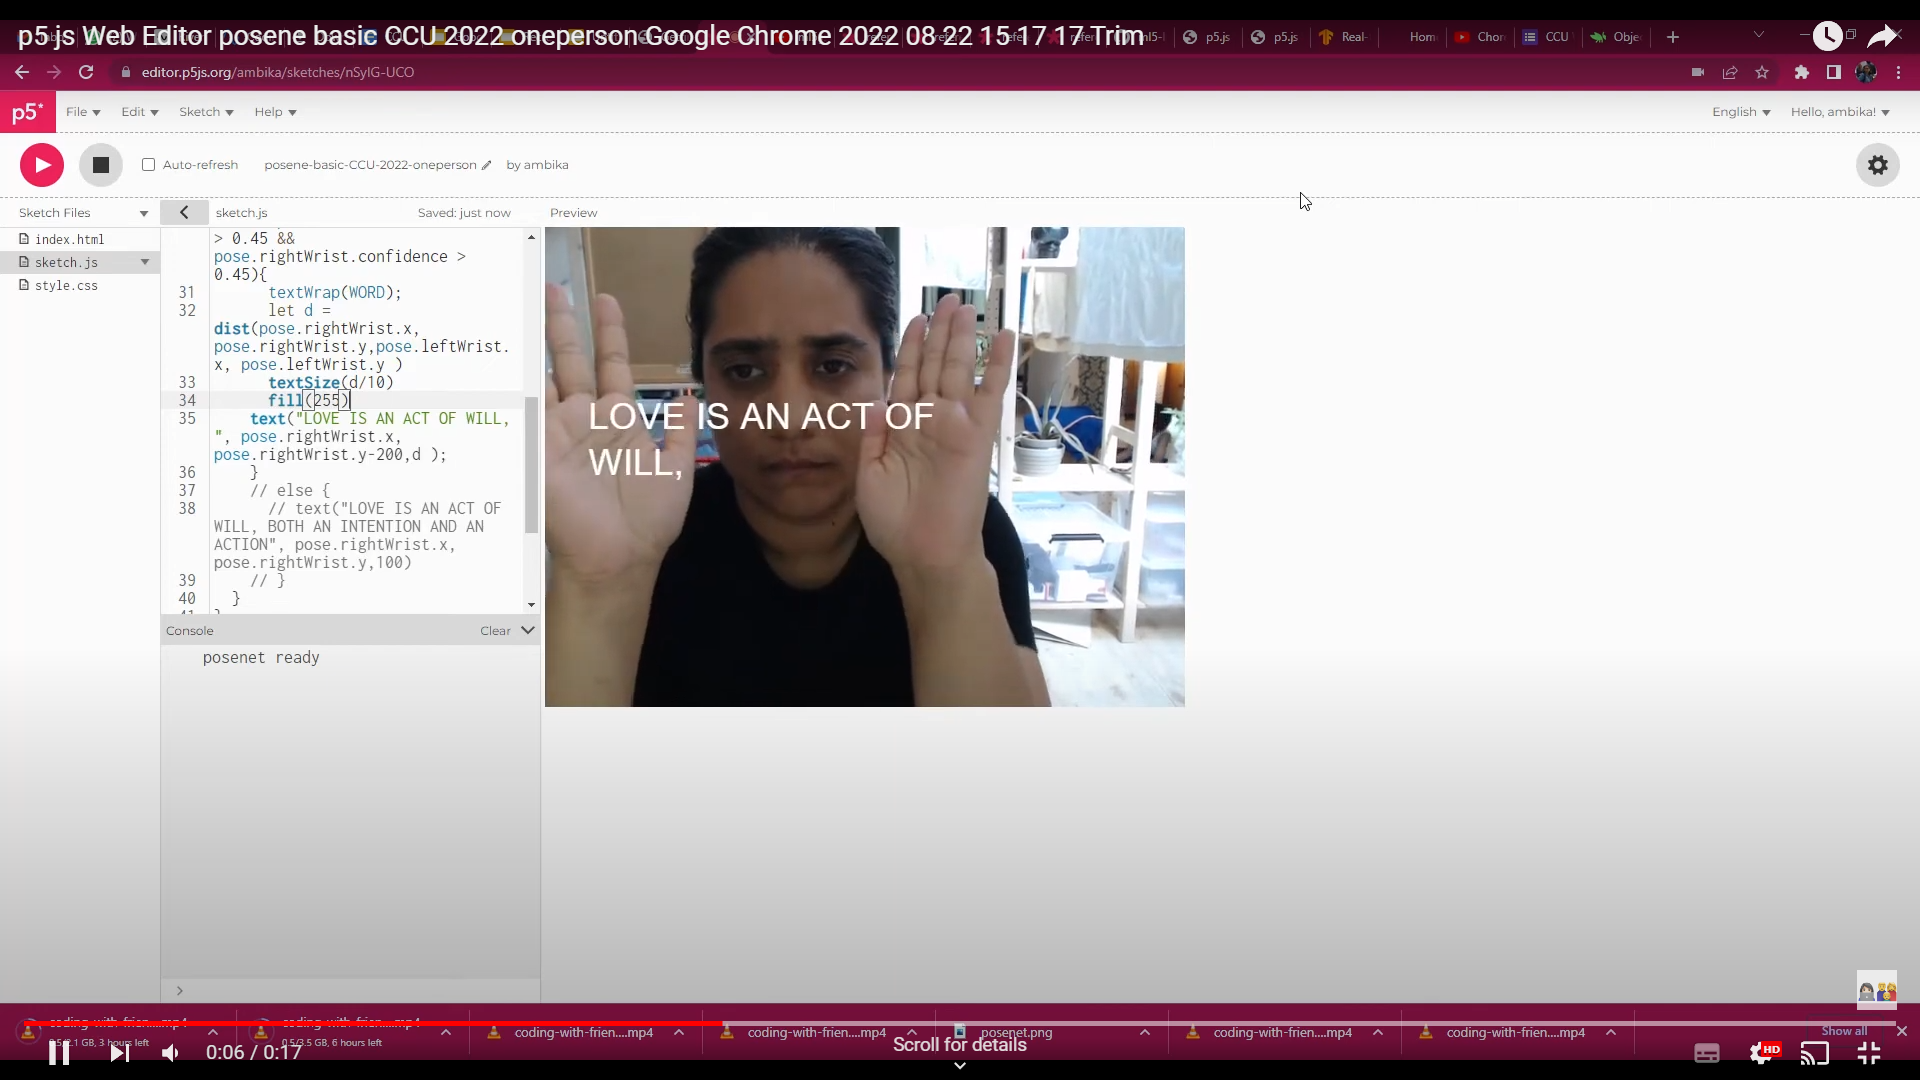 p5 js Web Editor posene basic CCU 2022 oneperson Google Chrome 2022 08 22 15 17 17 Trim
p5.js
p5.js
Real-
Hom
Chor
CCU
Obje
editor.p5js.org/ambika/sketches/nSylG-UCO
p5*
File
Edit
Sketch
Help
English
Hello, ambika!
Auto-refresh
posene-basic-CCU-2022-oneperson
by ambika
Sketch Files
sketch.js
Saved: just now
Preview
index.html
sketch.js
style.css
> 0.45 &&
pose.rightWrist.confidence >
0.45){
31 textWrap(WORD);
32 let d =
dist(pose.rightWrist.x,
pose.rightWrist.y,pose.leftWrist.
x, pose.leftWrist.y )
33 textSize(d/10)
34 fill(255)
35 text("LOVE IS AN ACT OF WILL,
", pose.rightWrist.x,
pose.rightWrist.y-200,d );
36 }
37 // else {
38 // text("LOVE IS AN ACT OF
WILL, BOTH AN INTENTION AND AN
ACTION", pose.rightWrist.x,
pose.rightWrist.y,100)
39 // }
40 }
LOVE IS AN ACT OF
WILL,
Console
Clear
posenet ready
>
coding-with-frien....mp4
0.5/2.1 GB, 3 hours left
coding-with-frien....mp4
0.5/3.5 GB, 6 hours left
coding-with-frien....mp4
coding-with-frien....mp4
posenet.png
coding-with-frien....mp4
coding-with-frien....mp4
Show all
0:06 / 0:17
Scroll for details
HD